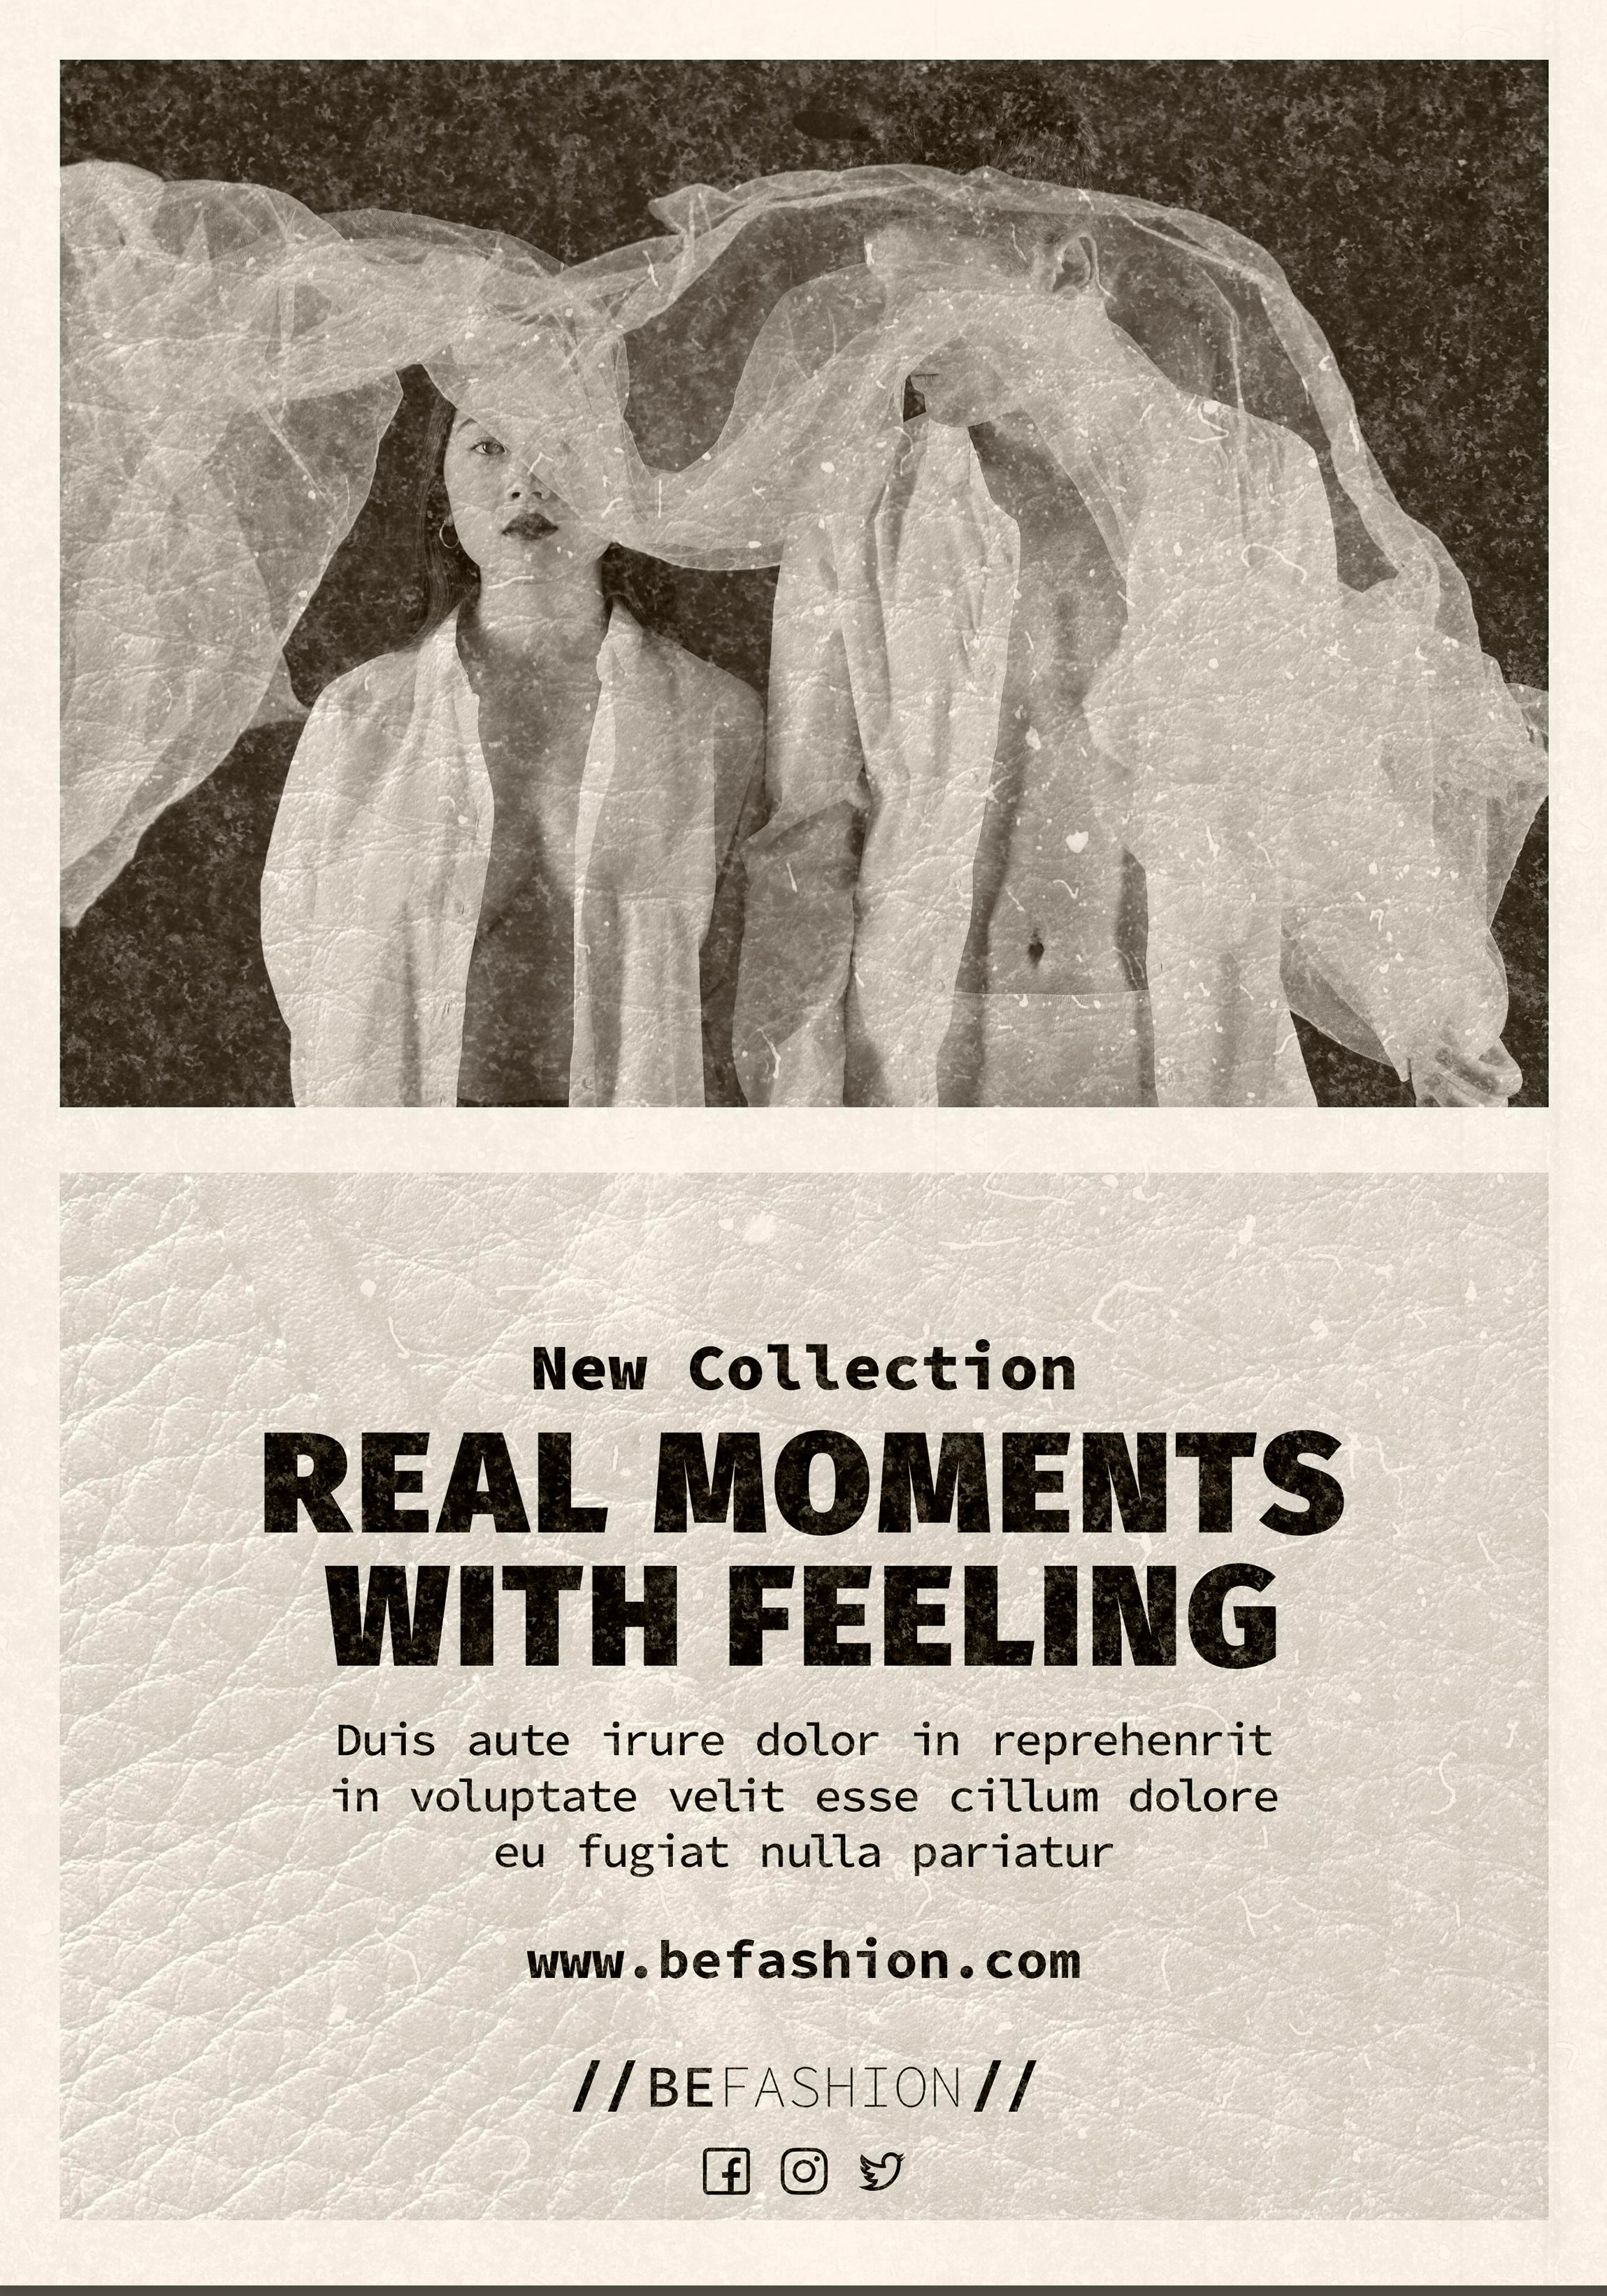 New Collection
REAL MOMENTS
WITH FEELING
Duis aute irure dolor in reprehenrit
in voluptate velit esse cillum dolore
eu fugiat nulla pariatur
www.befashion.com
//BEFASHION//